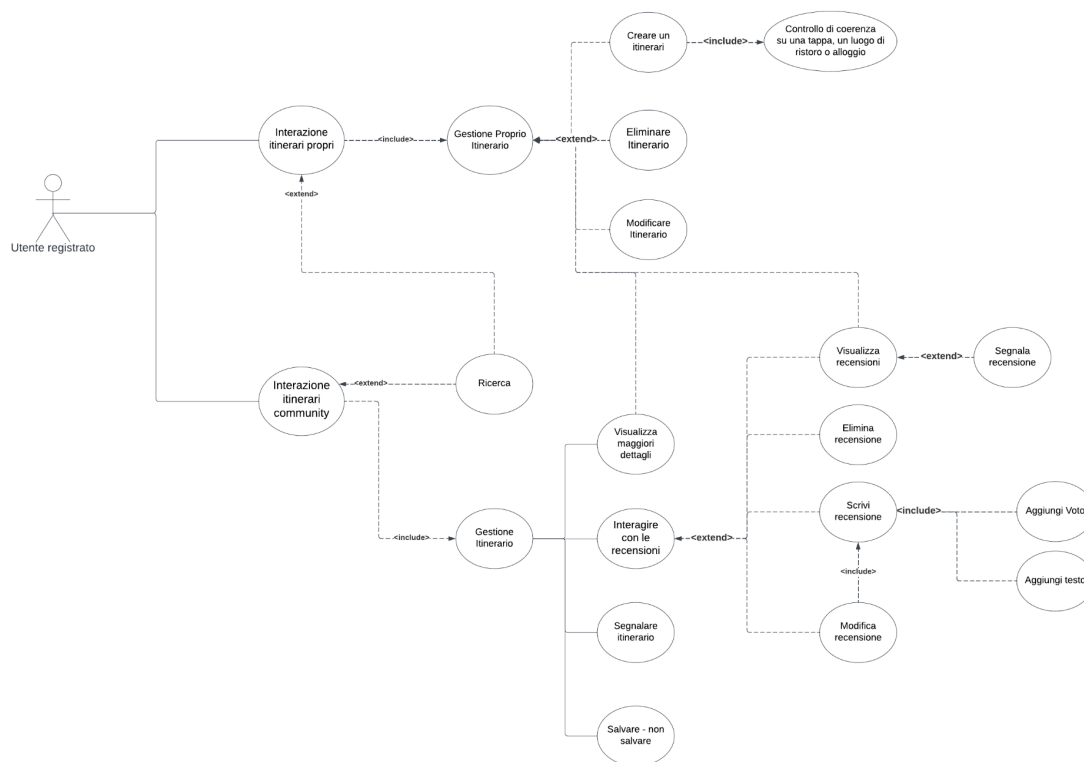 Creare un
itinerari
<include>
Controllo di coerenza
su una tappa, un luogo di
ristoro o alloggio
Interazione
itinerari propri
<include>
Gestione Proprio
Itinerario
<extend>
Eliminare
Itinerario
<extend>
Modificare
Itinerario
Utente registrato
Visualizza
recensioni
<extend>
Segnala
recensione
Interazione
itinerari
community
<extend>
Ricerca
Visualizza
maggiori
dettagli
Elimina
recensione
Scrivi
recensione
<include>
Aggiungi Voto
<include>
Gestione
Itinerario
Interagire
con le
recensioni
<extend>
<include>
Aggiungi testo
Segnalare
itinerario
Modifica
recensione
Salvare - non
salvare